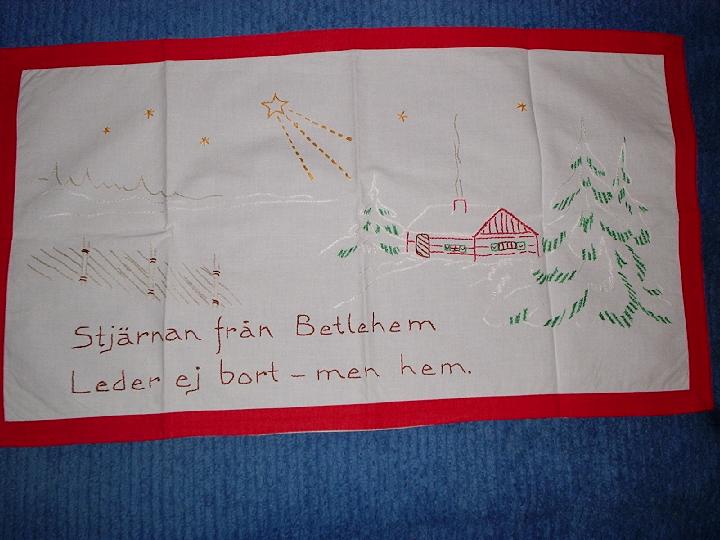 Stjärnan från Betlehem
Leder ej bort - men hem.